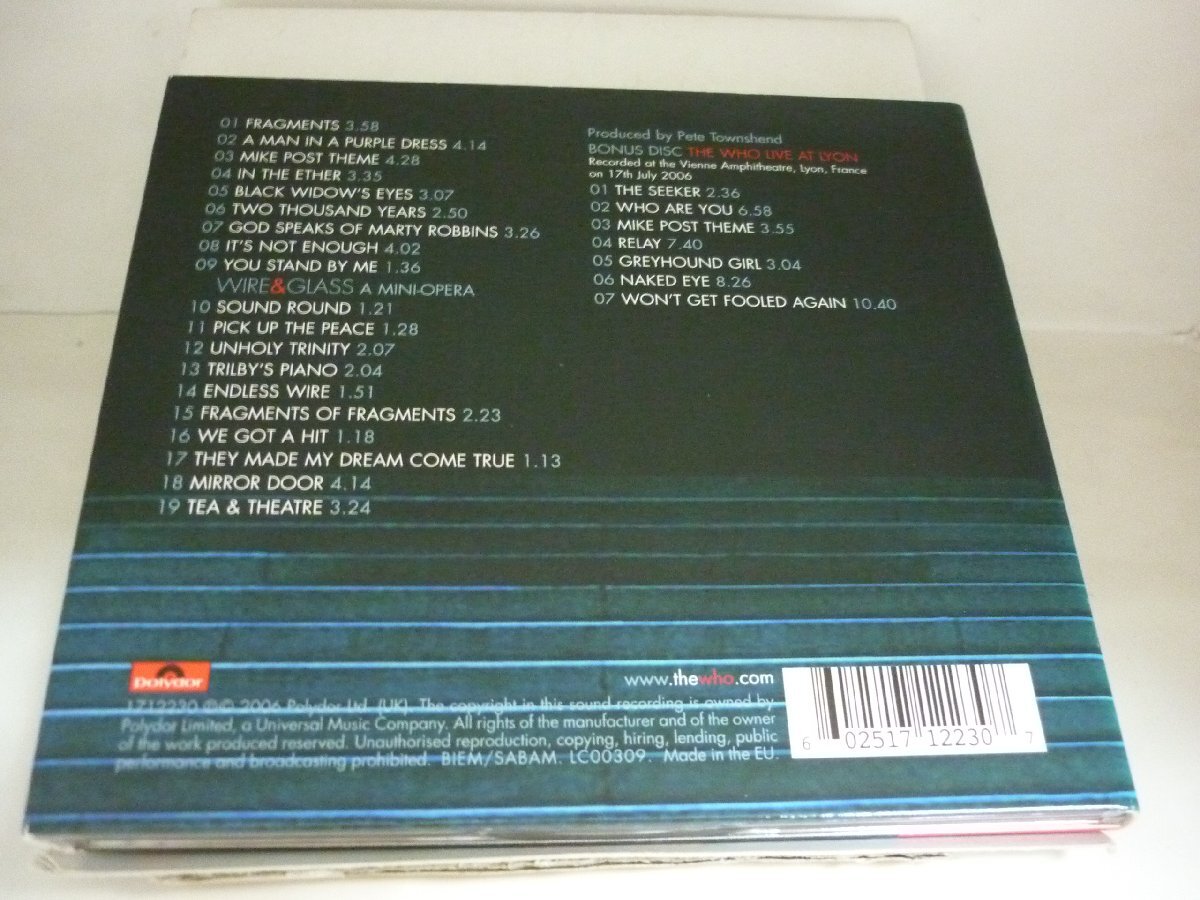 01 FRAGMENTS 3.58
02 A MAN IN A PURPLE DRESS 4.14
03 MIKE POST THEME 4.28
04 IN THE ETHER 3.35
05 BLACK WIDOW'S EYES 3.07
06 TWO THOUSAND YEARS 2.50
07 GOD SPEAKS OF MARTY ROBBINS 3.26
08 IT'S NOT ENOUGH 4.02
09 YOU STAND BY ME 1.36
WIRE&GLASS A MINI-OPERA
10 SOUND ROUND 1.21
11 PICK UP THE PEACE 1.28
12 UNHOLY TRINITY 2.07
13 TRILBY'S PIANO 2.04
14 ENDLESS WIRE 1.51
15 FRAGMENTS OF FRAGMENTS 2.23
16 WE GOT A HIT 1.18
17 THEY MADE MY DREAM COME TRUE 1.13
18 MIRROR DOOR 4.14
19 TEA & THEATRE 3.24
Produced by Pete Townshend
BONUS DISC THE WHO LIVE AT LYON
Recorded at the Vienne Amphitheatre, Lyon, France
on 17th July 2006
01 THE SEEKER 2.36
02 WHO ARE YOU 6.58
03 MIKE POST THEME 3.55
04 RELAY 7.40
05 GREYHOUND GIRL 3.04
06 NAKED EYE 8.26
07 WON'T GET FOOLED AGAIN 10.40
polydor
www.thewho.com
1712230 ℗© 2006 Polydor Ltd. (UK). The copyright in this sound recording is owned by
Polydor Limited, a Universal Music Company. All rights of the manufacturer and of the owner
of the work produced reserved. Unauthorised reproduction, copying, hiring, lending, public
performance and broadcasting prohibited. BIEM/SABAM. LC00309. Made in the EU.
6 02517 12230 7